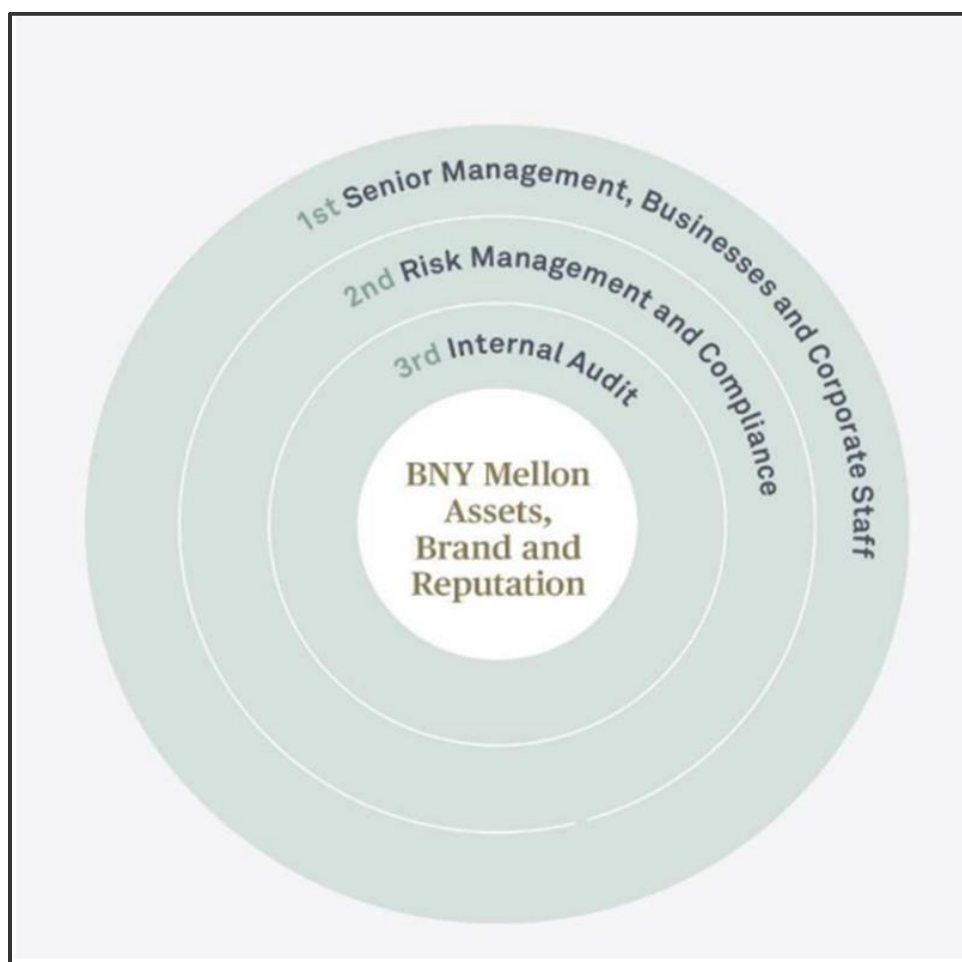 1st Senior Management, Businesses and Corporate Staff
2nd Risk Management and Compliance
3rd Internal Audit
BNY Mellon
Assets,
Brand and
Reputation